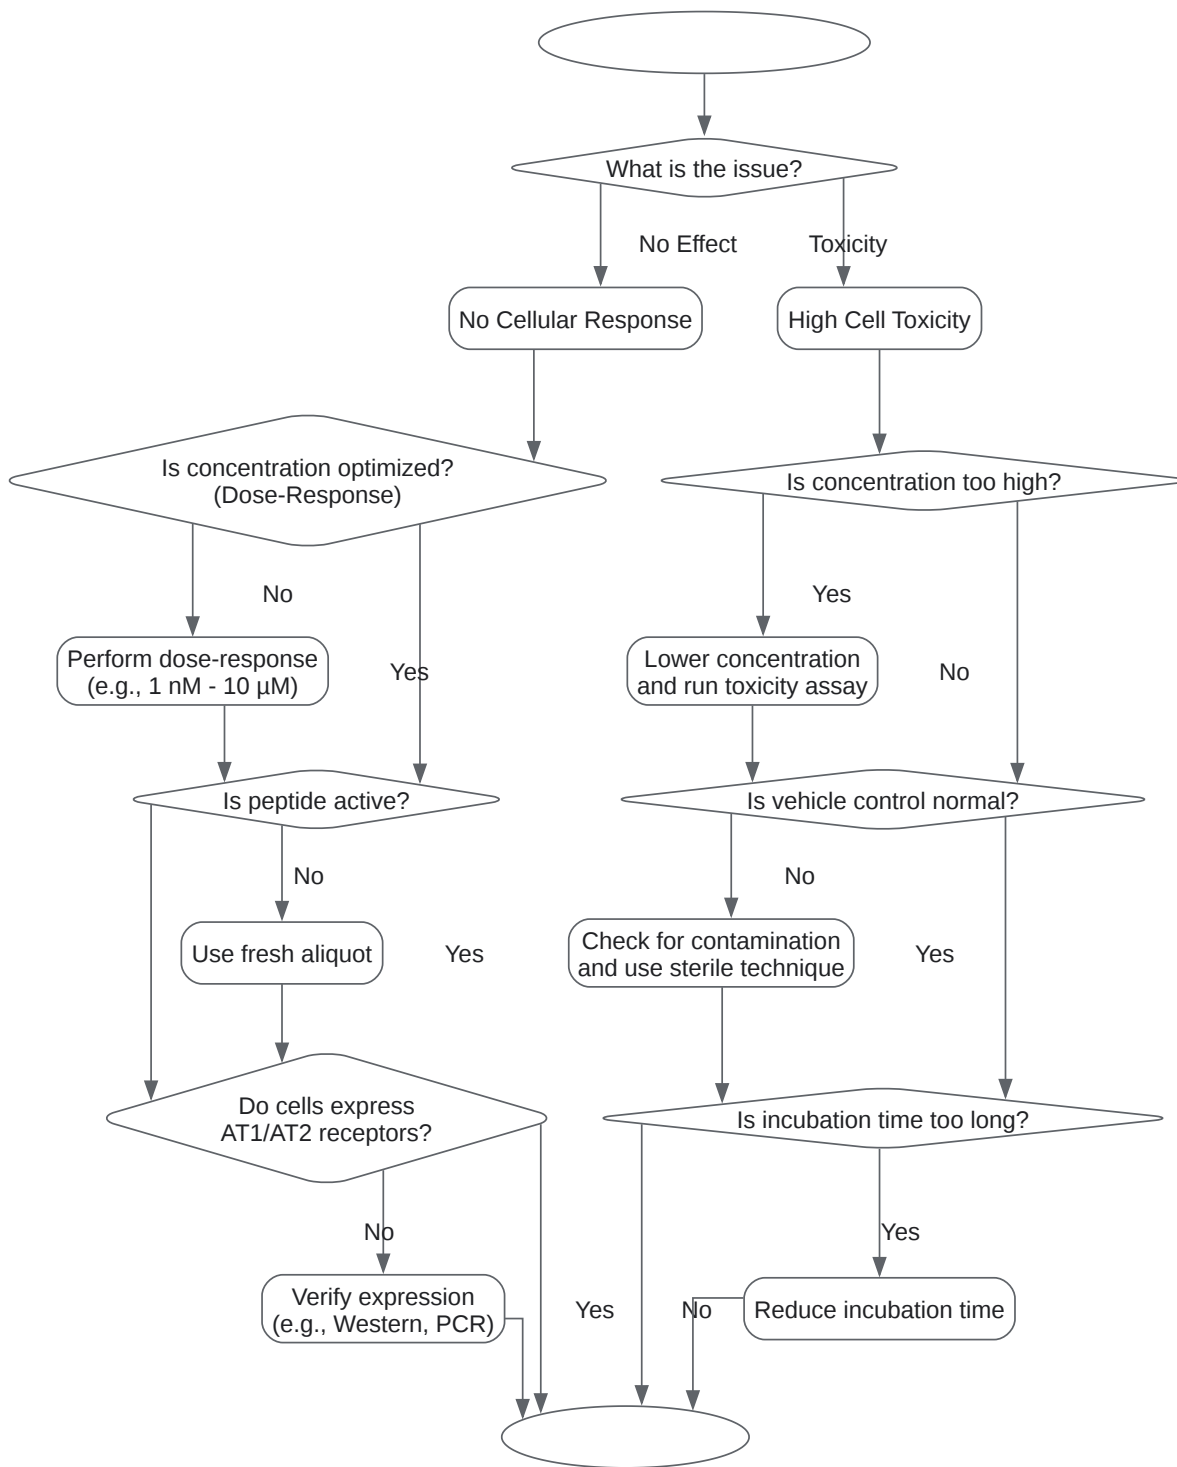 What is the issue?
No Effect
Toxicity
No Cellular Response
High Cell Toxicity
Is concentration optimized?
(Dose-Response)
Is concentration too high?
No
Yes
Perform dose-response
(e.g., 1 nM - 10 µM)
Yes
Lower concentration
and run toxicity assay
No
Is peptide active?
Is vehicle control normal?
No
No
Use fresh aliquot
Yes
Check for contamination
and use sterile technique
Yes
Do cells express
AT1/AT2 receptors?
Is incubation time too long?
No
Yes
Verify expression
(e.g., Western, PCR)
Yes
No
Reduce incubation time